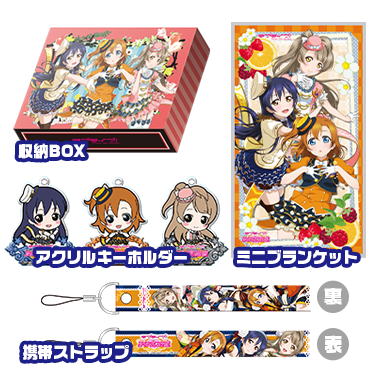 収納BOX
アクリルキーホルダー
ミニブランケット
裏
表
携帯ストラップ